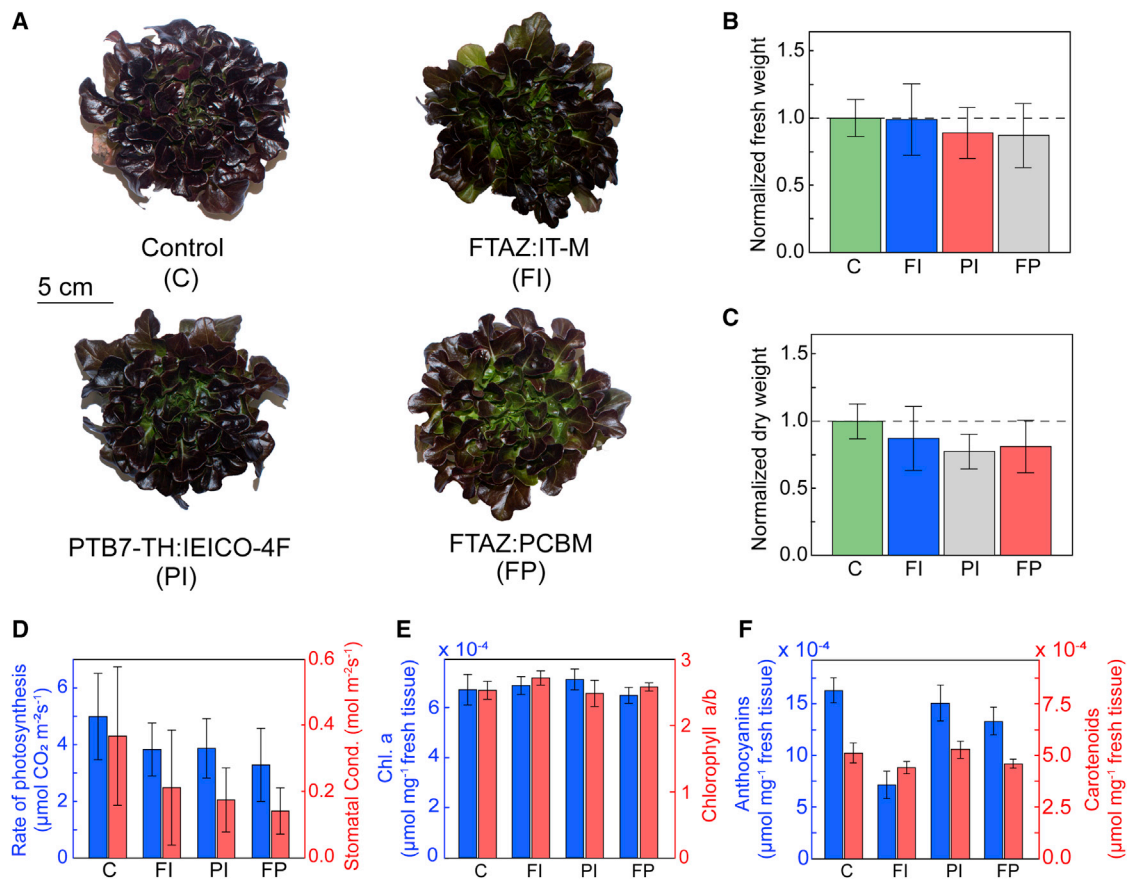 A
Control
(C)
FTAZ:IT-M
(FI)
5 cm
PTB7-TH:IEICO-4F
(PI)
FTAZ:PCBM
(FP)
B
Normalized fresh weight
1.5
1.0
0.5
0.0
C FI PI FP
C
Normalized dry weight
1.5
1.0
0.5
0.0
C FI PI FP
D
Rate of photosynthesis
(μmol CO₂ m⁻²s⁻¹)
6
4
2
0
C FI PI FP
0.6
0.4
0.2
0.0
Stomatal Cond. (mol m⁻²s⁻¹)
E
x 10⁻⁴
Chl. a
(μmol mg⁻¹ fresh tissue)
6
4
2
0
C FI PI FP
3
2
1
0
Chlorophyll a/b
F
x 10⁻⁴
x 10⁻⁴
Anthocyanins
(μmol mg⁻¹ fresh tissue)
15
10
5
0
C FI PI FP
7.5
5.0
2.5
0.0
Carotenoids
(μmol mg⁻¹ fresh tissue)